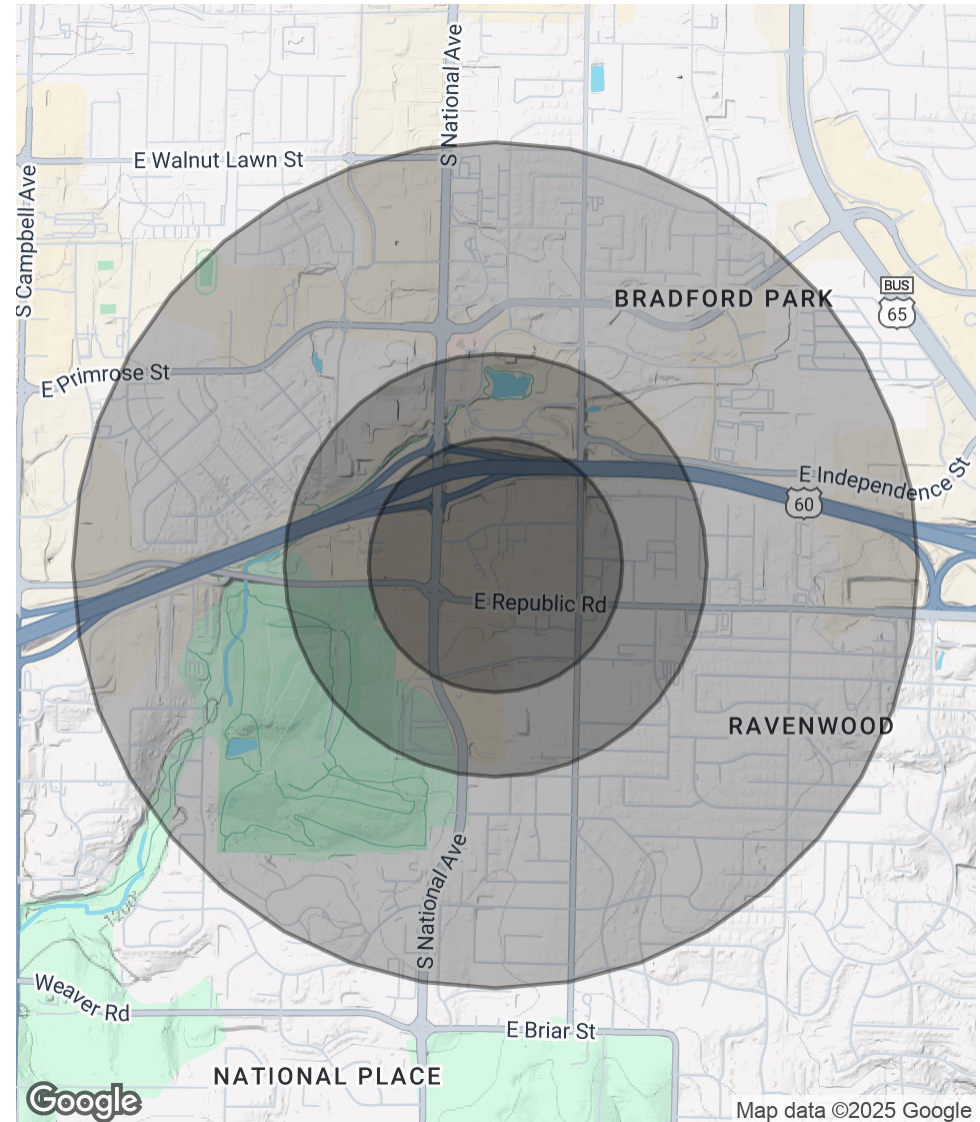 S National Ave
E Walnut Lawn St
S Campbell Ave
BRADFORD PARK
BUS
65
E Primrose St
E Independence St
60
E Republic Rd
RAVENWOOD
S National Ave
Weaver Rd
E Briar St
NATIONAL PLACE
Google
Map data ©2025 Google